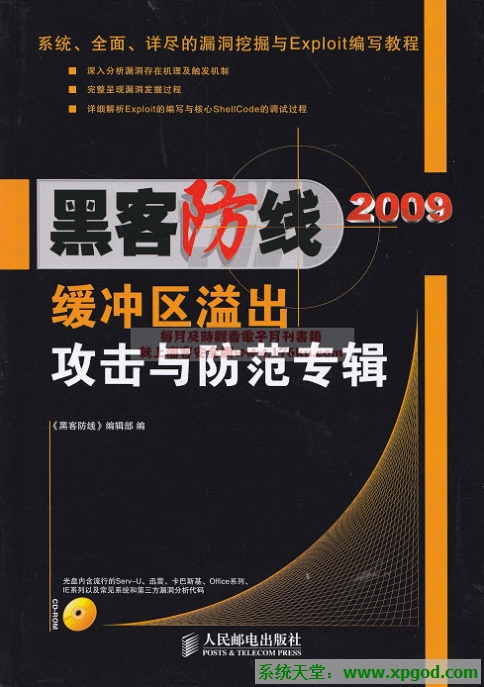 系统、全面、详尽的漏洞挖掘与Exploit编写教程
深入分析漏洞存在机理及触发机制
完整呈现漏洞发掘过程
详细解析Exploit的编写与核心ShellCode的调试过程
黑客防线
2009
缓冲区溢出
攻击与防范专辑
《黑客防线》编辑部 编
光盘内含流行的Serv-U、迅雷、卡巴斯基、Office系列、
IE系列以及常见系统和第三方漏洞分析代码
CD-ROM
人民邮电出版社
POSTS & TELECOM PRESS
系统天堂:www.xpgod.com